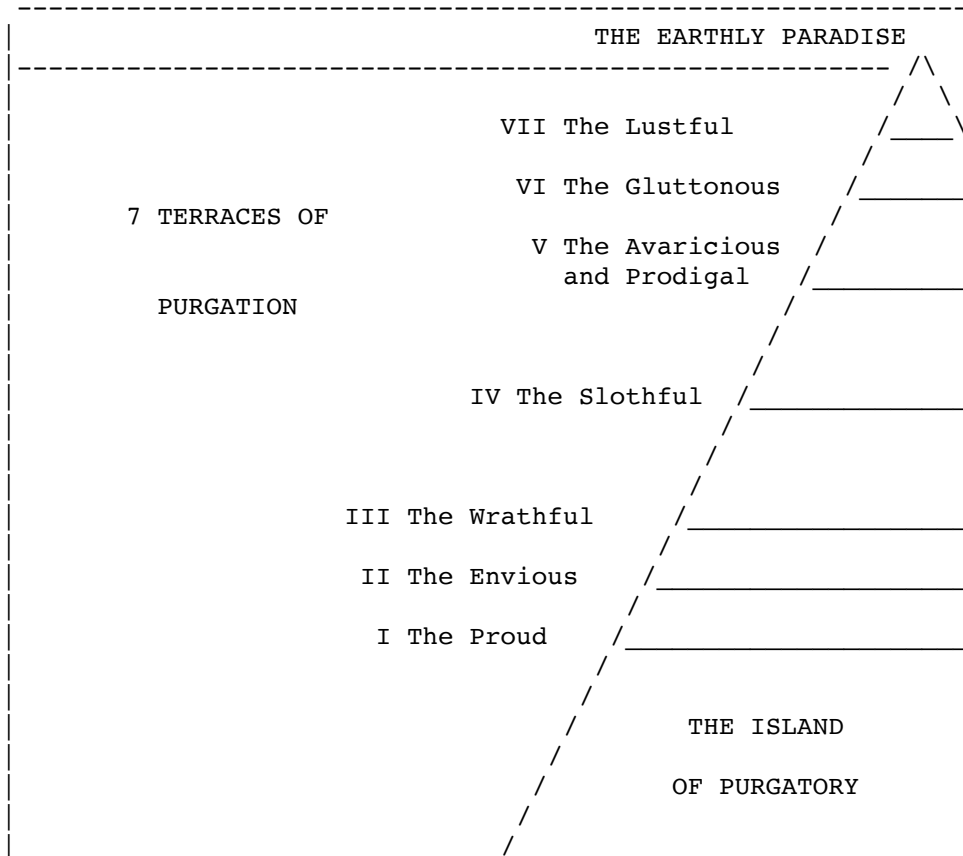 THE EARTHLY PARADISE
VII The Lustful
VI The Gluttonous
7 TERRACES OF
V The Avaricious
and Prodigal
PURGATION
IV The Slothful
III The Wrathful
II The Envious
I The Proud
THE ISLAND
OF PURGATORY